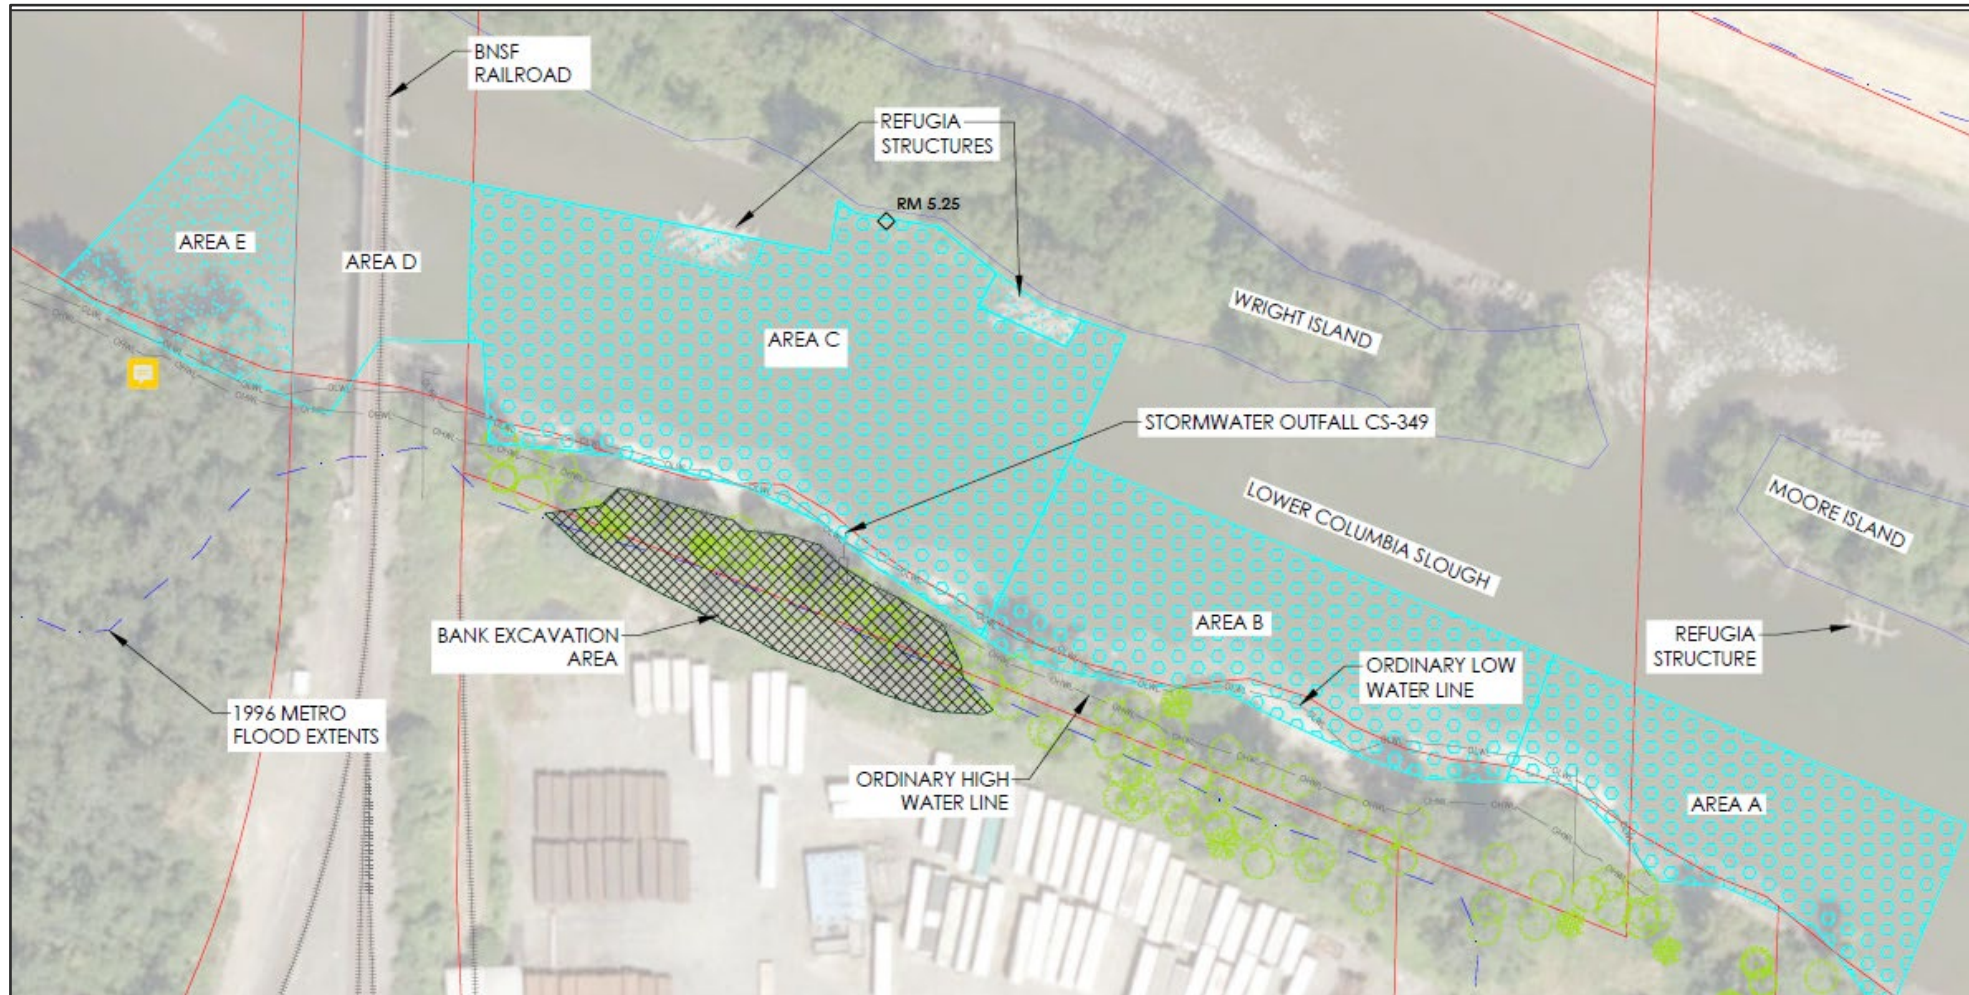 BNSF
RAILROAD
REFUGIA
STRUCTURES
RM 5.25
AREA E
AREA D
AREA C
WRIGHT ISLAND
STORMWATER OUTFALL CS-349
LOWER COLUMBIA SLOUGH
MOORE ISLAND
BANK EXCAVATION
AREA
AREA B
REFUGIA
STRUCTURE
ORDINARY LOW
WATER LINE
1996 METRO
FLOOD EXTENTS
ORDINARY HIGH
WATER LINE
AREA A
OHWL
OLWL